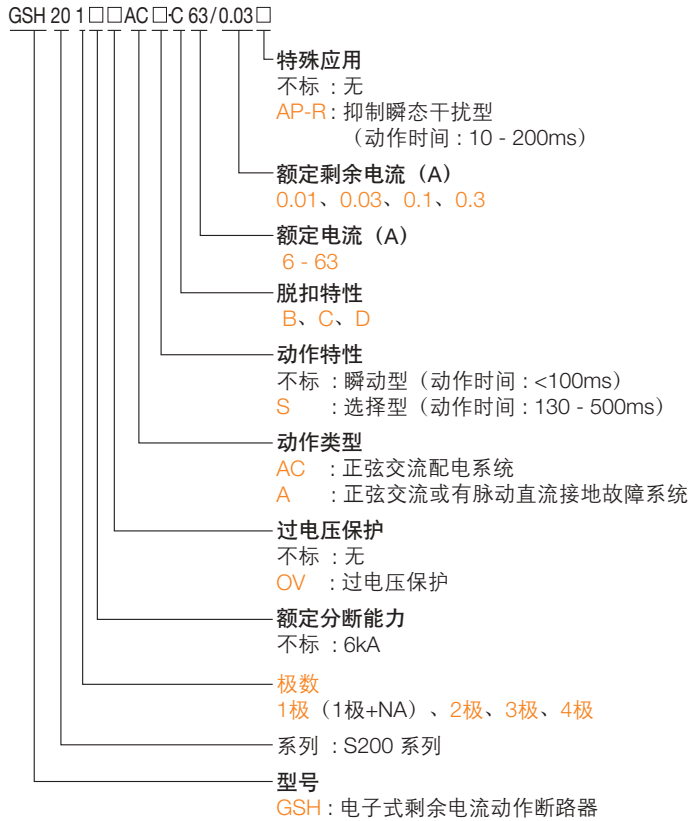 GSH 20 1□□AC□-C 63/0.03□
特殊应用
不标 : 无
AP-R : 抑制瞬态干扰型
（动作时间 : 10 - 200ms）
额定剩余电流（A）
0.01、0.03、0.1、0.3
额定电流（A）
6 - 63
脱扣特性
B、C、D
动作特性
不标 : 瞬动型（动作时间 : <100ms）
S : 选择型（动作时间 : 130 - 500ms）
动作类型
AC : 正弦交流配电系统
A : 正弦交流或有脉动直流接地故障系统
过电压保护
不标 : 无
OV : 过电压保护
额定分断能力
不标 : 6kA
极数
1极（1极+NA）、2极、3极、4极
系列 : S200 系列
型号
GSH : 电子式剩余电流动作断路器